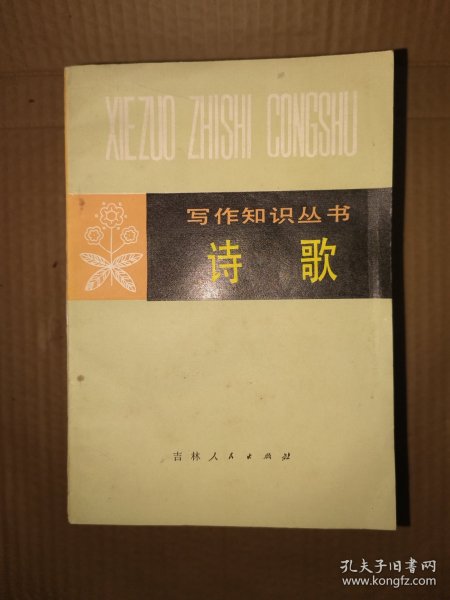 XIEZUO ZHISHI CONGSHU
写作知识丛书
诗歌
吉林人民出版社
孔夫子旧书网
www.kongfz.com